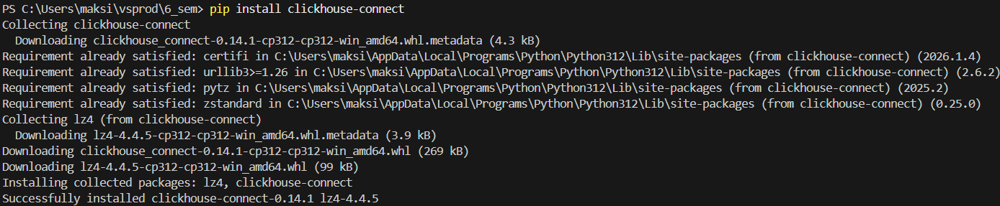 PS C:\Users\maksi\vsprod\6_sem> pip install clickhouse-connect
Collecting clickhouse-connect
  Downloading clickhouse_connect-0.14.1-cp312-cp312-win_amd64.whl.metadata (4.3 kB)
Requirement already satisfied: certifi in C:\Users\maksi\AppData\Local\Programs\Python\Python312\Lib\site-packages (from clickhouse-connect) (2026.1.4)
Requirement already satisfied: urllib3>=1.26 in C:\Users\maksi\AppData\Local\Programs\Python\Python312\Lib\site-packages (from clickhouse-connect) (2.6.2)
Requirement already satisfied: pytz in C:\Users\maksi\AppData\Local\Programs\Python\Python312\Lib\site-packages (from clickhouse-connect) (2025.2)
Requirement already satisfied: zstandard in C:\Users\maksi\AppData\Local\Programs\Python\Python312\Lib\site-packages (from clickhouse-connect) (0.25.0)
Collecting lz4 (from clickhouse-connect)
  Downloading lz4-4.4.5-cp312-cp312-win_amd64.whl.metadata (3.9 kB)
Downloading clickhouse_connect-0.14.1-cp312-cp312-win_amd64.whl (269 kB)
Downloading lz4-4.4.5-cp312-cp312-win_amd64.whl (99 kB)
Installing collected packages: lz4, clickhouse-connect
Successfully installed clickhouse-connect-0.14.1 lz4-4.4.5